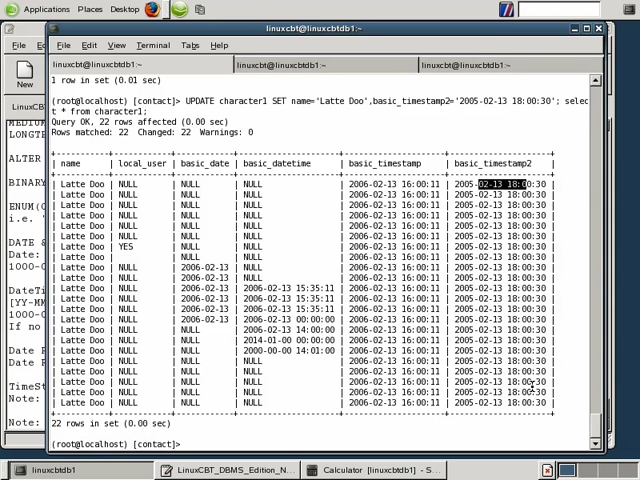 Applications Places Desktop
linuxcbt@linuxcbtdb1:~
File Edit View Terminal Tabs Help
linuxcbt@linuxcbtdb1:~ linuxcbt@linuxcbtdb1:~ linuxcbt@linuxcbtdb1:~
1 row in set (0.01 sec)
(root@localhost) [contact]> UPDATE character1 SET name='Latte Doo',basic_timestamp2='2005-02-13 18:00:30'; selec
t * from character1;
Query OK, 22 rows affected (0.00 sec)
Rows matched: 22 Changed: 22 Warnings: 0
| name | local_user | basic_date | basic_datetime | basic_timestamp | basic_timestamp2 |
| Latte Doo | NULL | NULL | NULL | 2006-02-13 16:00:11 | 2005-02-13 18:00:30 |
| Latte Doo | NULL | NULL | NULL | 2006-02-13 16:00:11 | 2005-02-13 18:00:30 |
| Latte Doo | NULL | NULL | NULL | 2006-02-13 16:00:11 | 2005-02-13 18:00:30 |
| Latte Doo | NULL | NULL | NULL | 2006-02-13 16:00:11 | 2005-02-13 18:00:30 |
| Latte Doo | NULL | NULL | NULL | 2006-02-13 16:00:11 | 2005-02-13 18:00:30 |
| Latte Doo | NULL | NULL | NULL | 2006-02-13 16:00:11 | 2005-02-13 18:00:30 |
| Latte Doo | YES | NULL | NULL | 2006-02-13 16:00:11 | 2005-02-13 18:00:30 |
| Latte Doo | | NULL | NULL | 2006-02-13 16:00:11 | 2005-02-13 18:00:30 |
| Latte Doo | NULL | 2006-02-13 | NULL | 2006-02-13 16:00:11 | 2005-02-13 18:00:30 |
| Latte Doo | NULL | 2006-02-13 | NULL | 2006-02-13 16:00:11 | 2005-02-13 18:00:30 |
| Latte Doo | NULL | 2006-02-13 | 2006-02-13 15:35:11 | 2006-02-13 16:00:11 | 2005-02-13 18:00:30 |
| Latte Doo | NULL | 2006-02-13 | 2006-02-13 15:35:11 | 2006-02-13 16:00:11 | 2005-02-13 18:00:30 |
| Latte Doo | NULL | 2006-02-13 | 2006-02-13 15:35:11 | 2006-02-13 16:00:11 | 2005-02-13 18:00:30 |
| Latte Doo | NULL | 2006-02-13 | 2006-02-13 00:00:00 | 2006-02-13 16:00:11 | 2005-02-13 18:00:30 |
| Latte Doo | NULL | NULL | 2006-02-13 14:00:00 | 2006-02-13 16:00:11 | 2005-02-13 18:00:30 |
| Latte Doo | NULL | NULL | 2014-01-00 00:00:00 | 2006-02-13 16:00:11 | 2005-02-13 18:00:30 |
| Latte Doo | NULL | NULL | 2000-00-00 14:01:00 | 2006-02-13 16:00:11 | 2005-02-13 18:00:30 |
| Latte Doo | NULL | NULL | NULL | 2006-02-13 16:00:11 | 2005-02-13 18:00:30 |
| Latte Doo | NULL | NULL | NULL | 2006-02-13 16:00:11 | 2005-02-13 18:00:30 |
| Latte Doo | NULL | NULL | NULL | 2006-02-13 16:00:11 | 2005-02-13 18:00:30 |
| Latte Doo | NULL | NULL | NULL | 2006-02-13 16:00:11 | 2005-02-13 18:00:30 |
| Latte Doo | NULL | NULL | NULL | 2006-02-13 16:00:11 | 2005-02-13 18:00:30 |
22 rows in set (0.00 sec)
(root@localhost) [contact]>
File
New
LinuxCB
LONGTE
ALTER
BINARY
ENUM(
i.e. '
DATE &
Date:
1000-0
DateTi
[YY-MM
1000-0
If no
Date F
Date F
TimeSt
Note:
Note:
linuxcbtdb1 LinuxCBT_DBMS_Edition_N... Calculator [linuxcbtdb1] - S...